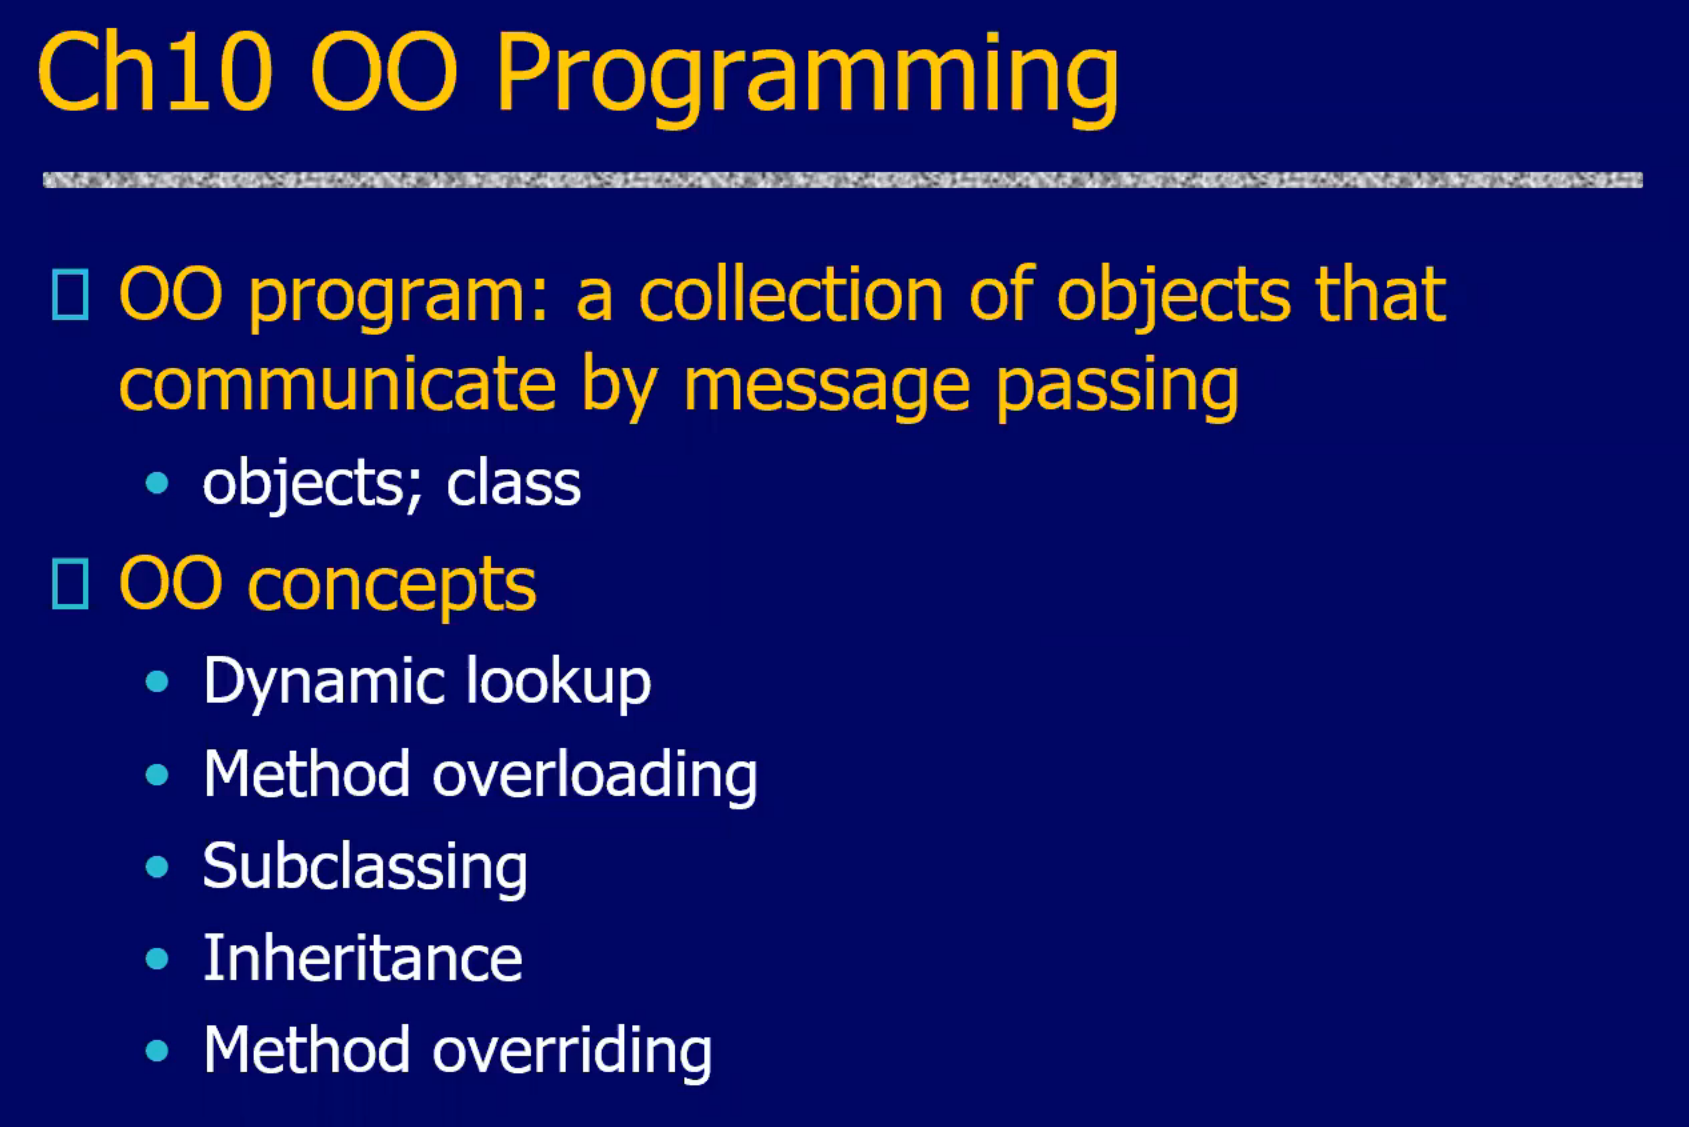 Ch10 OO Programming
OO program: a collection of objects that
communicate by message passing
objects; class
OO concepts
Dynamic lookup
Method overloading
Subclassing
Inheritance
Method overriding